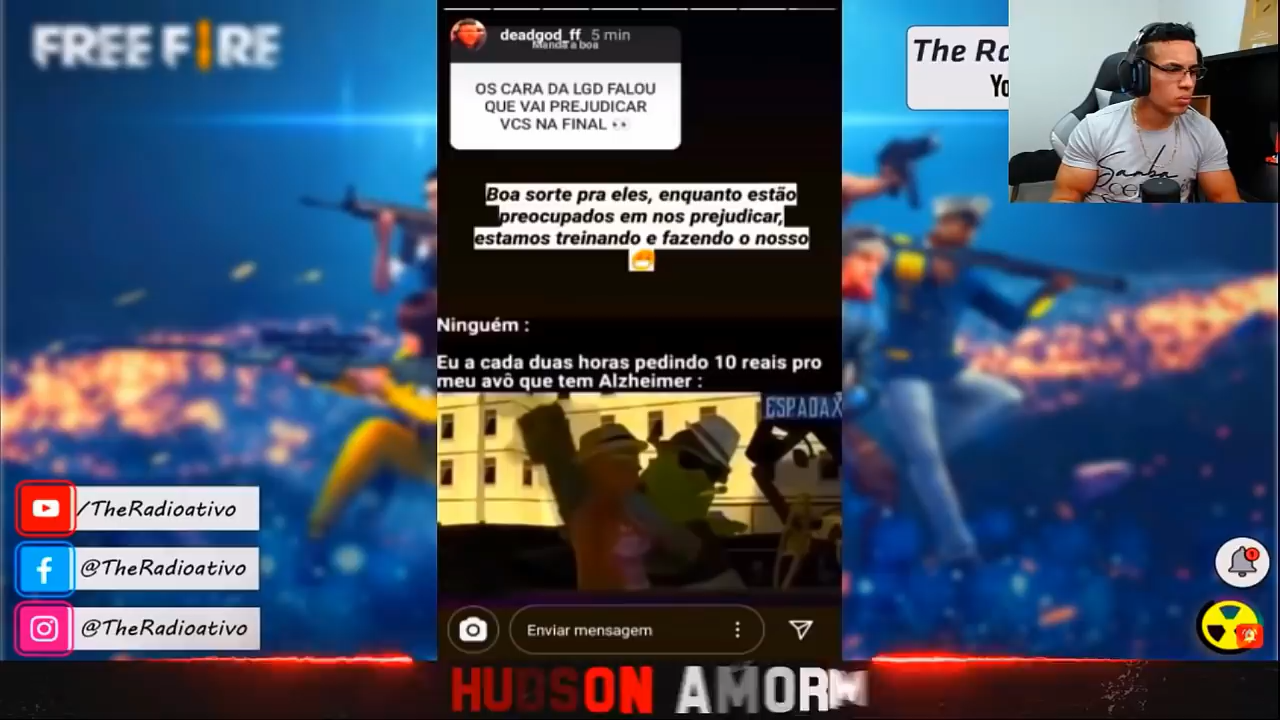 FREE FIRE
deadgod_ff 5 min
Manda a boa
OS CARA DA LGD FALOU
QUE VAI PREJUDICAR
VCS NA FINAL 👀
Boa sorte pra eles, enquanto estão
preocupados em nos prejudicar,
estamos treinando e fazendo o nosso
😁
Ninguém :
Eu a cada duas horas pedindo 10 reais pro
meu avô que tem Alzheimer :
ESPADAX
Enviar mensagem
The Ra
Yo
/TheRadioativo
@TheRadioativo
@TheRadioativo
HUDSON AMORM